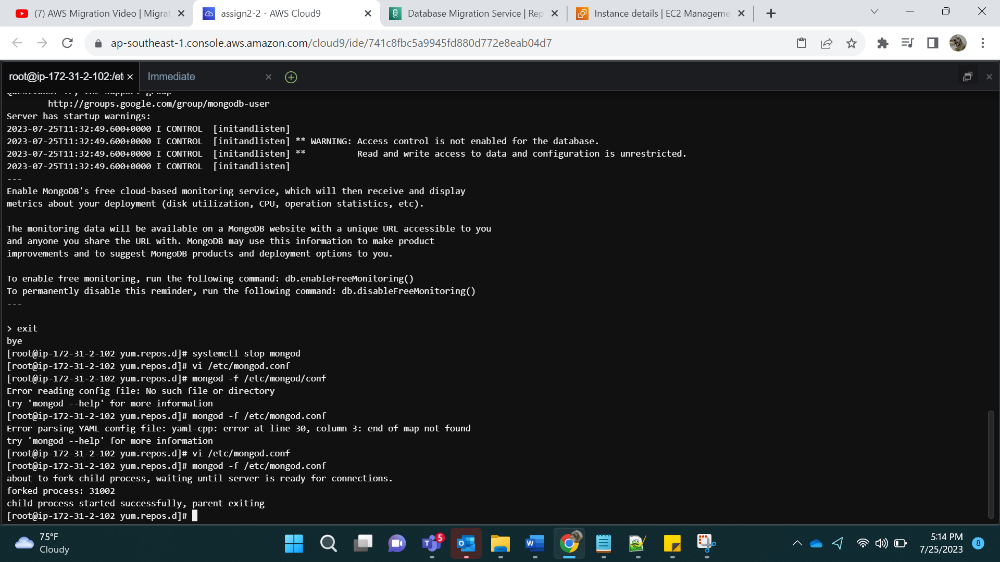 (7) AWS Migration Video | Migrat
assign2-2 - AWS Cloud9
Database Migration Service | Rep
Instance details | EC2 Manageme
ap-southeast-1.console.aws.amazon.com/cloud9/ide/741c8fbc5a9945fd880d772e8eab04d7
root@ip-172-31-2-102:/et
Immediate
Questions? Try the support group
http://groups.google.com/group/mongodb-user
Server has startup warnings:
2023-07-25T11:32:49.600+0000 I CONTROL  [initandlisten]
2023-07-25T11:32:49.600+0000 I CONTROL  [initandlisten] ** WARNING: Access control is not enabled for the database.
2023-07-25T11:32:49.600+0000 I CONTROL  [initandlisten] **          Read and write access to data and configuration is unrestricted.
2023-07-25T11:32:49.600+0000 I CONTROL  [initandlisten]
---
Enable MongoDB's free cloud-based monitoring service, which will then receive and display
metrics about your deployment (disk utilization, CPU, operation statistics, etc).
The monitoring data will be available on a MongoDB website with a unique URL accessible to you
and anyone you share the URL with. MongoDB may use this information to make product
improvements and to suggest MongoDB products and deployment options to you.
To enable free monitoring, run the following command: db.enableFreeMonitoring()
To permanently disable this reminder, run the following command: db.disableFreeMonitoring()
---
> exit
bye
[root@ip-172-31-2-102 yum.repos.d]# systemctl stop mongod
[root@ip-172-31-2-102 yum.repos.d]# vi /etc/mongod.conf
[root@ip-172-31-2-102 yum.repos.d]# mongod -f /etc/mongod/conf
Error reading config file: No such file or directory
try 'mongod --help' for more information
[root@ip-172-31-2-102 yum.repos.d]# mongod -f /etc/mongod.conf
Error parsing YAML config file: yaml-cpp: error at line 30, column 3: end of map not found
try 'mongod --help' for more information
[root@ip-172-31-2-102 yum.repos.d]# vi /etc/mongod.conf
[root@ip-172-31-2-102 yum.repos.d]# mongod -f /etc/mongod.conf
about to fork child process, waiting until server is ready for connections.
forked process: 31002
child process started successfully, parent exiting
[root@ip-172-31-2-102 yum.repos.d]#
75°F
Cloudy
5
5:14 PM
7/25/2023
8